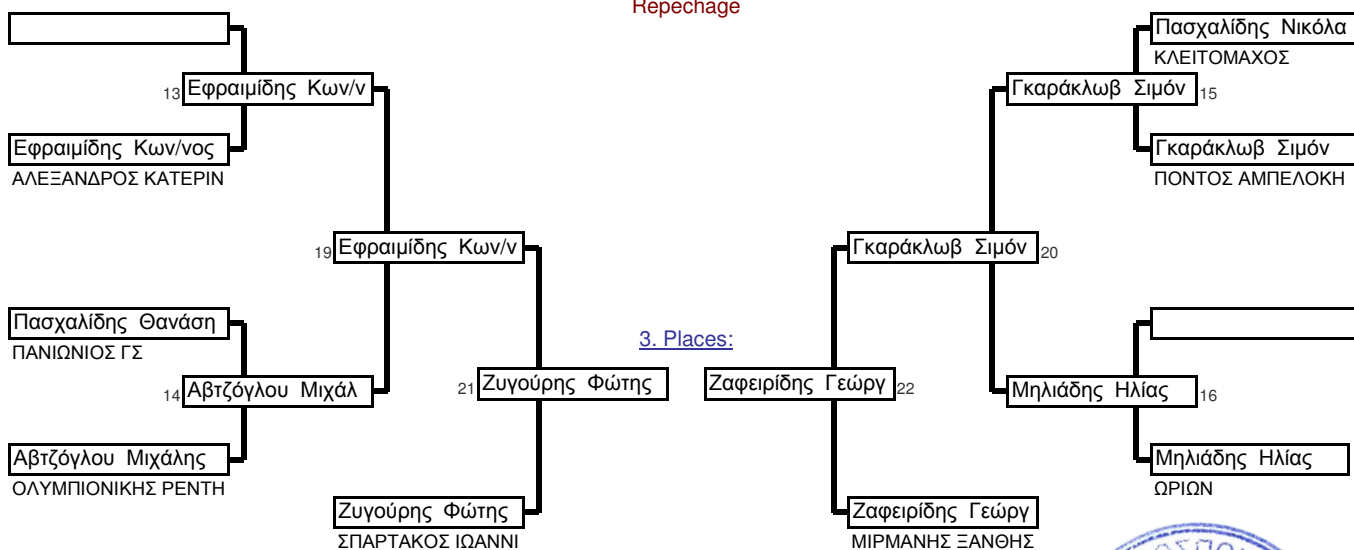 Repechage
Πασχαλίδης Νικόλα
ΚΛΕΙΤΟΜΑΧΟΣ
13 Εφραιμίδης Κων/ν
Γκαράκλωβ Σιμόν 15
Εφραιμίδης Κων/νος
ΑΛΕΞΑΝΔΡΟΣ ΚΑΤΕΡΙΝ
Γκαράκλωβ Σιμόν
ΠΟΝΤΟΣ ΑΜΠΕΛΟΚΗ
19 Εφραιμίδης Κων/ν
Γκαράκλωβ Σιμόν 20
Πασχαλίδης Θανάση
ΠΑΝΙΩΝΙΟΣ ΓΣ
3. Places:
14 Αβτζόγλου Μιχάλ
21 Ζυγούρης Φώτης
Ζαφειρίδης Γεώργ 22
Μηλιάδης Ηλίας 16
Αβτζόγλου Μιχάλης
ΟΛΥΜΠΙΟΝΙΚΗΣ ΡΕΝΤΗ
Μηλιάδης Ηλίας
ΩΡΙΩΝ
Ζυγούρης Φώτης
ΣΠΑΡΤΑΚΟΣ ΙΩΑΝΝΙ
Ζαφειρίδης Γεώργ
ΜΙΡΜΑΝΗΣ ΞΑΝΘΗΣ